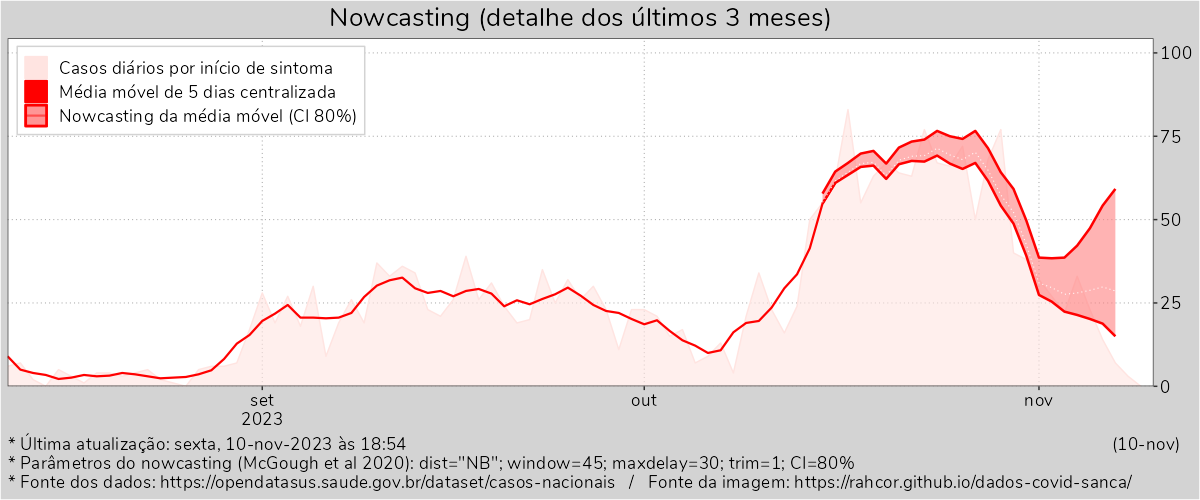 Nowcasting (detalhe dos últimos 3 meses)
Casos diários por início de sintoma
Média móvel de 5 dias centralizada
Nowcasting da média móvel (CI 80%)
100
75
50
25
0
set
2023
out
nov
* Última atualização: sexta, 10-nov-2023 às 18:54
(10-nov)
* Parâmetros do nowcasting (McGough et al 2020): dist="NB"; window=45; maxdelay=30; trim=1; CI=80%
* Fonte dos dados: https://opendatasus.saude.gov.br/dataset/casos-nacionais / Fonte da imagem: https://rahcor.github.io/dados-covid-sanca/